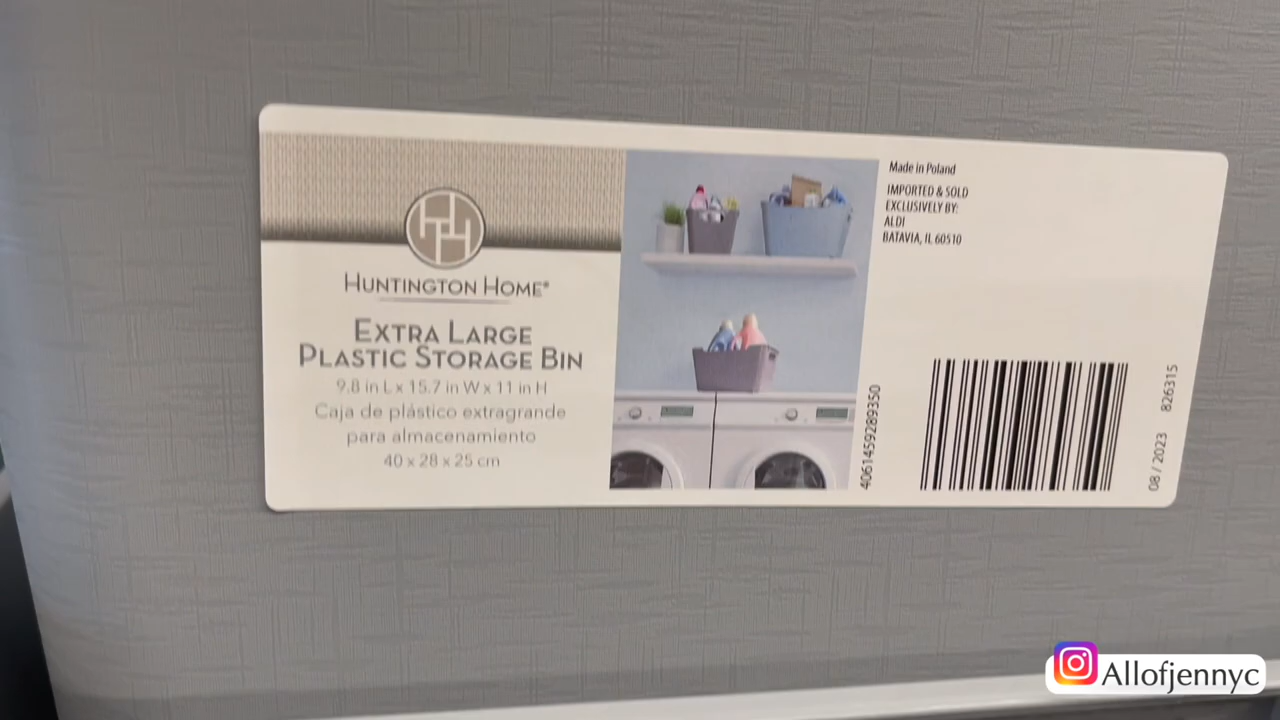 HUNTINGTON HOME®
EXTRA LARGE
PLASTIC STORAGE BIN
9.8 in L x 15.7 in W x 11 in H
Caja de plástico extragrande
para almacenamiento
40 x 28 x 25 cm
Made in Poland
IMPORTED & SOLD
EXCLUSIVELY BY:
ALDI
BATAVIA, IL 60510
4061459289350
08 / 2023 826315
Allofjennyc